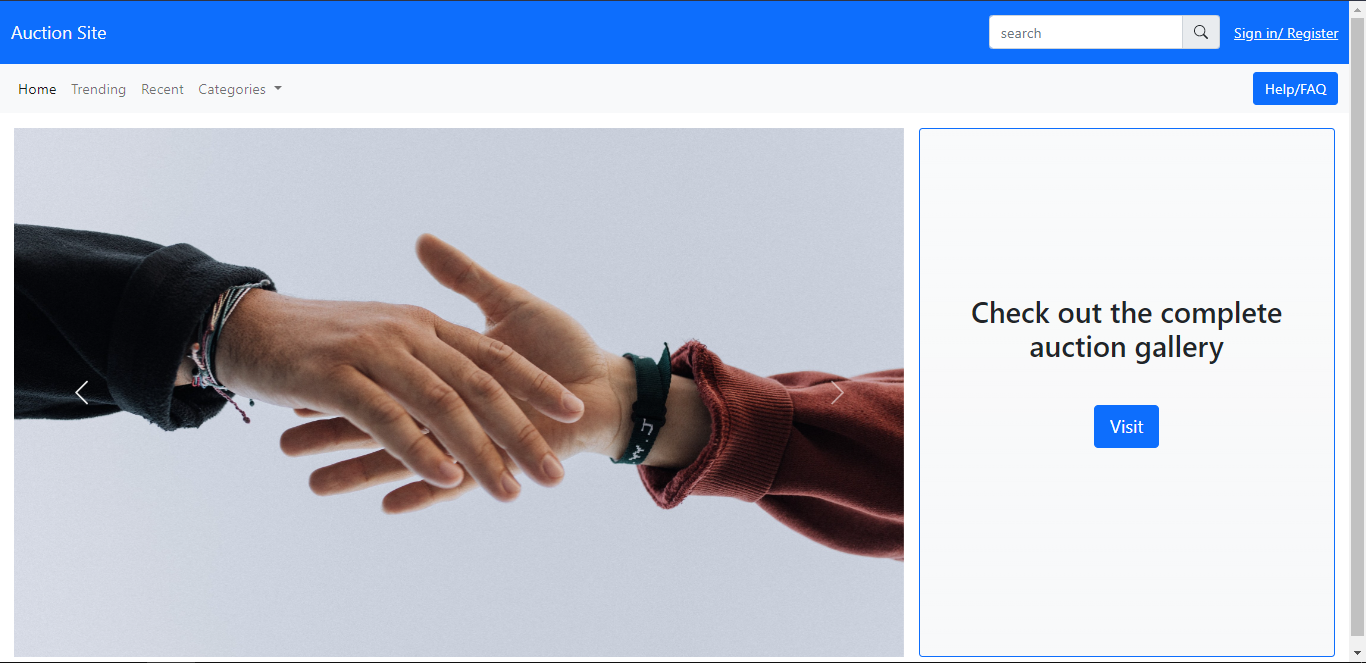 Auction Site
search
Sign in/ Register
Home
Trending
Recent
Categories
Help/FAQ
Check out the complete
auction gallery
Visit